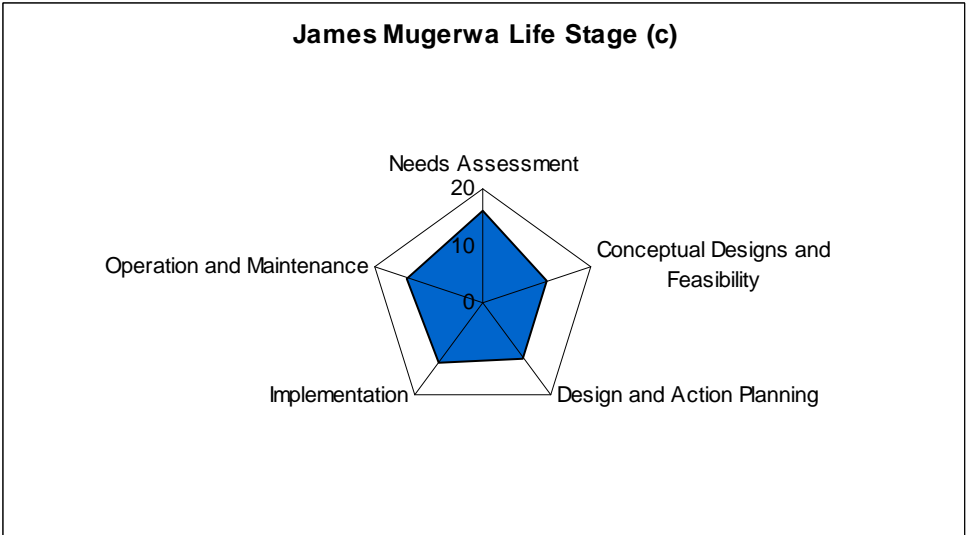 James Mugerwa Life Stage (c)
Needs Assessment
20
10
0
Conceptual Designs and
Feasibility
Operation and Maintenance
Implementation
Design and Action Planning